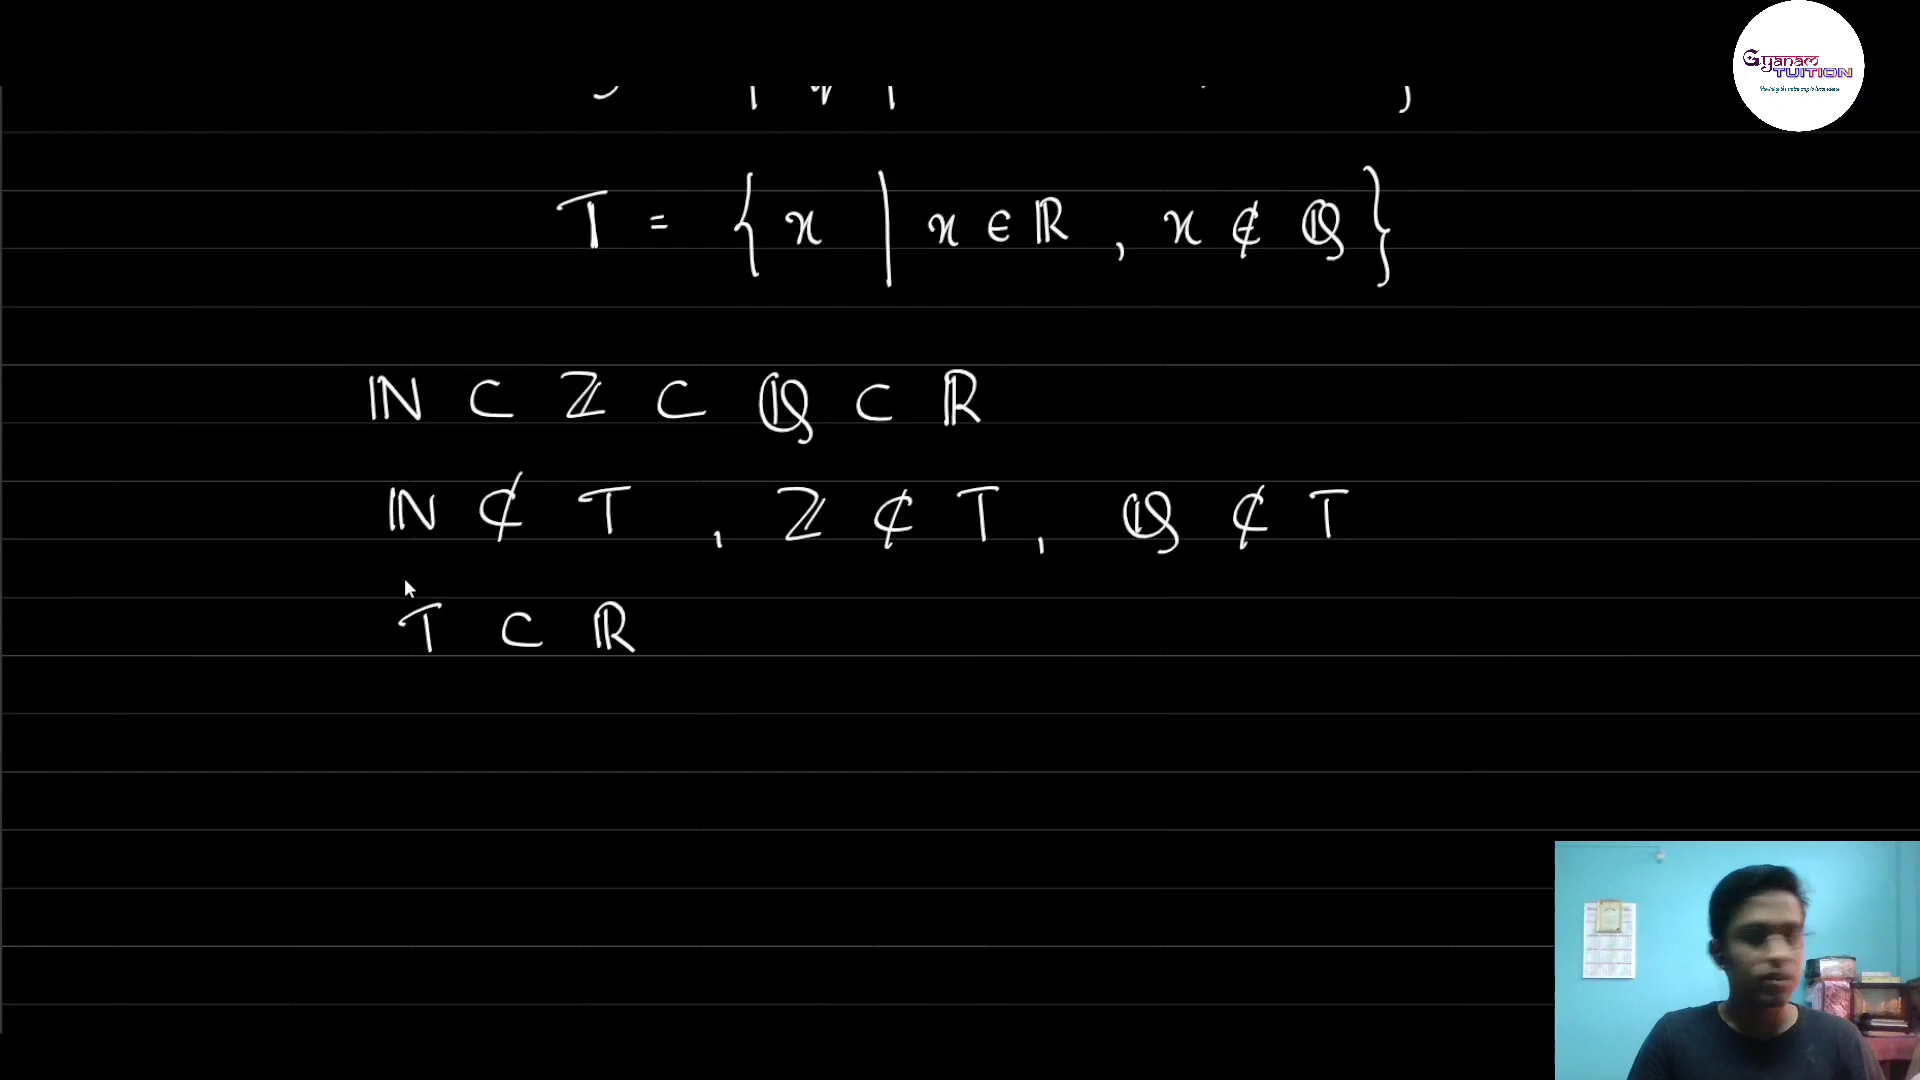 Gyanam
TUITION
T = { x | x ∈ ℝ , x ∉ ℚ }
ℕ ⊂ ℤ ⊂ ℚ ⊂ ℝ
ℕ ⊄ T , ℤ ⊄ T , ℚ ⊄ T
T ⊂ ℝ